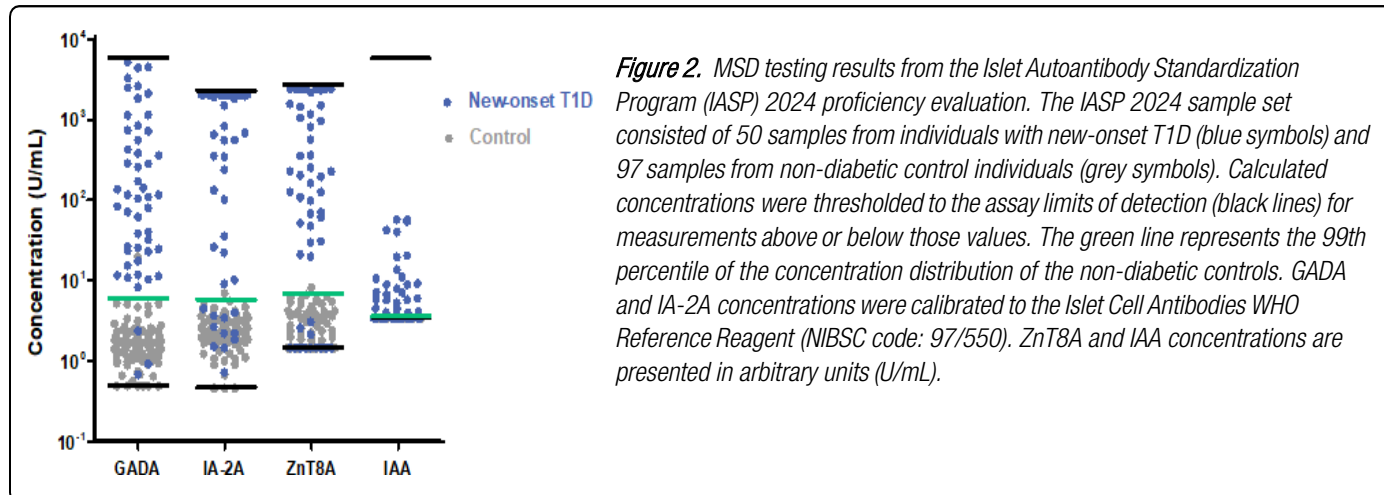 10⁴
10³
10²
10¹
10⁰
10⁻¹
Concentration (U/mL)
GADA IA-2A ZnT8A IAA
New-onset T1D
Control
Figure 2. MSD testing results from the Islet Autoantibody Standardization
Program (IASP) 2024 proficiency evaluation. The IASP 2024 sample set
consisted of 50 samples from individuals with new-onset T1D (blue symbols) and
97 samples from non-diabetic control individuals (grey symbols). Calculated
concentrations were thresholded to the assay limits of detection (black lines) for
measurements above or below those values. The green line represents the 99th
percentile of the concentration distribution of the non-diabetic controls. GADA
and IA-2A concentrations were calibrated to the Islet Cell Antibodies WHO
Reference Reagent (NIBSC code: 97/550). ZnT8A and IAA concentrations are
presented in arbitrary units (U/mL).